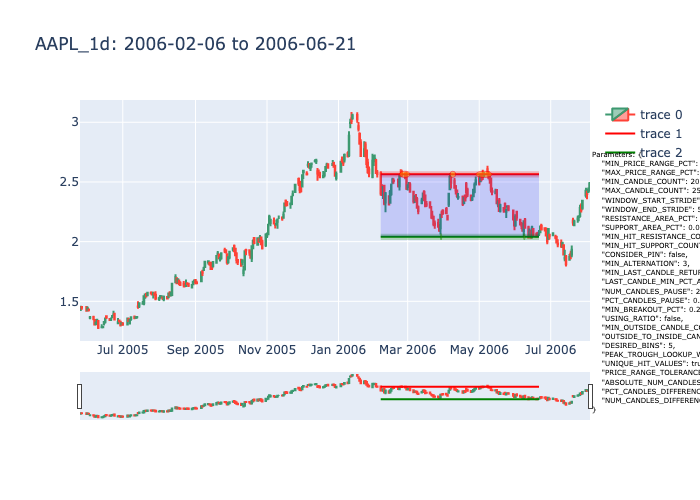 AAPL_1d: 2006-02-06 to 2006-06-21
3
2.5
2
1.5
Jul 2005
Sep 2005
Nov 2005
Jan 2006
Mar 2006
May 2006
Jul 2006
trace 0
trace 1
trace 2
Parameters: {
"MIN_PRICE_RANGE_PCT":
"MAX_PRICE_RANGE_PCT":
"MIN_CANDLE_COUNT": 20
"MAX_CANDLE_COUNT": 25
"WINDOW_START_STRIDE"
"WINDOW_END_STRIDE": 5
"RESISTANCE_AREA_PCT":
"SUPPORT_AREA_PCT": 0.0
"MIN_HIT_RESISTANCE_CO
"MIN_HIT_SUPPORT_COUNT
"CONSIDER_PIN": false,
"MIN_ALTERNATION": 3,
"MIN_LAST_CANDLE_RETUR
"LAST_CANDLE_MIN_PCT_A
"NUM_CANDLES_PAUSE": 2
"PCT_CANDLES_PAUSE": 0.
"MIN_BREAKOUT_PCT": 0.2
"USING_RATIO": false,
"MIN_OUTSIDE_CANDLE_CO
"OUTSIDE_TO_INSIDE_CAN
"DESIRED_BINS": 5,
"PEAK_TROUGH_LOOKUP_W
"UNIQUE_HIT_VALUES": tru
"PRICE_RANGE_TOLERANC
"ABSOLUTE_NUM_CANDLES
"PCT_CANDLES_DIFFERENC
"NUM_CANDLES_DIFFEREN
}